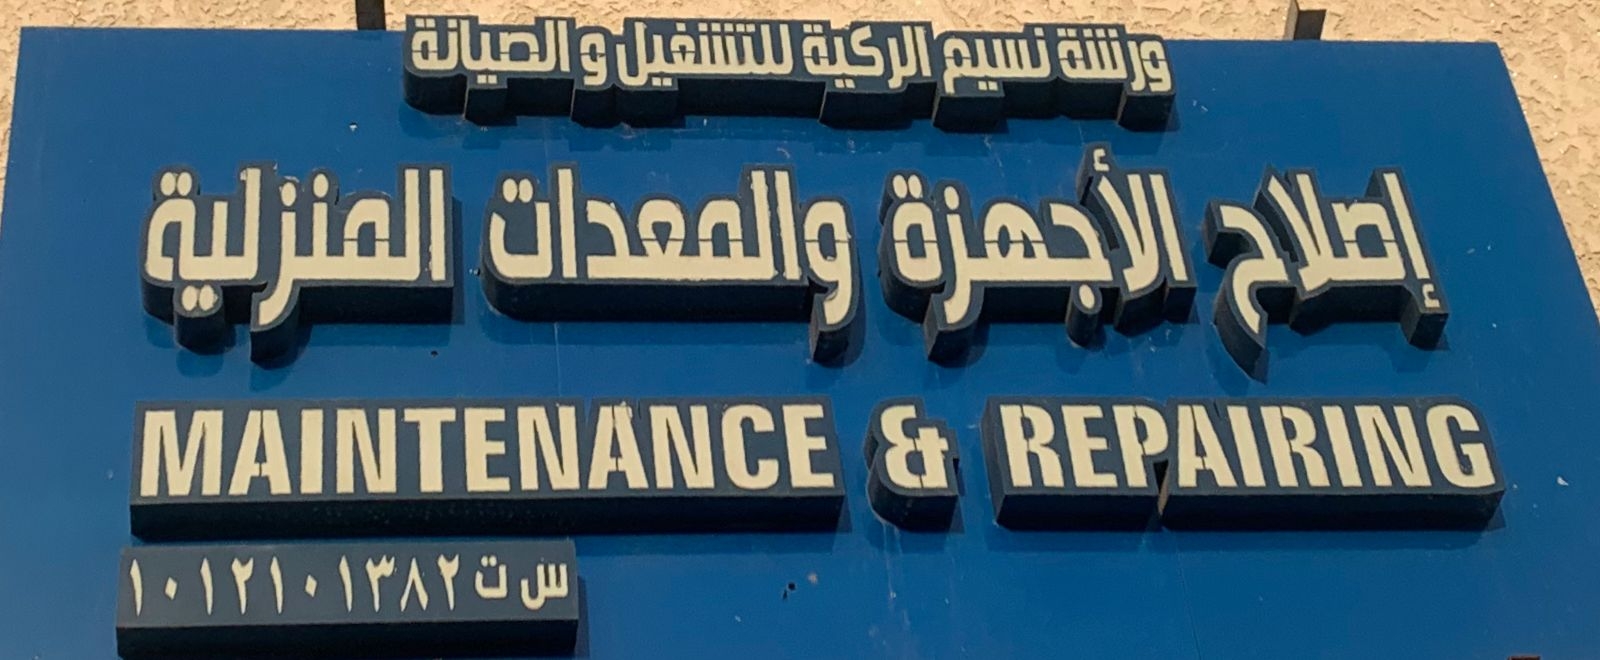 ورشة نسيم الركية للتشغيل و الصيانة
إصلاح الأجهزة والمعدات المنزلية
MAINTENANCE & REPAIRING
س ت ١٠١٢١٠١٣٨٢